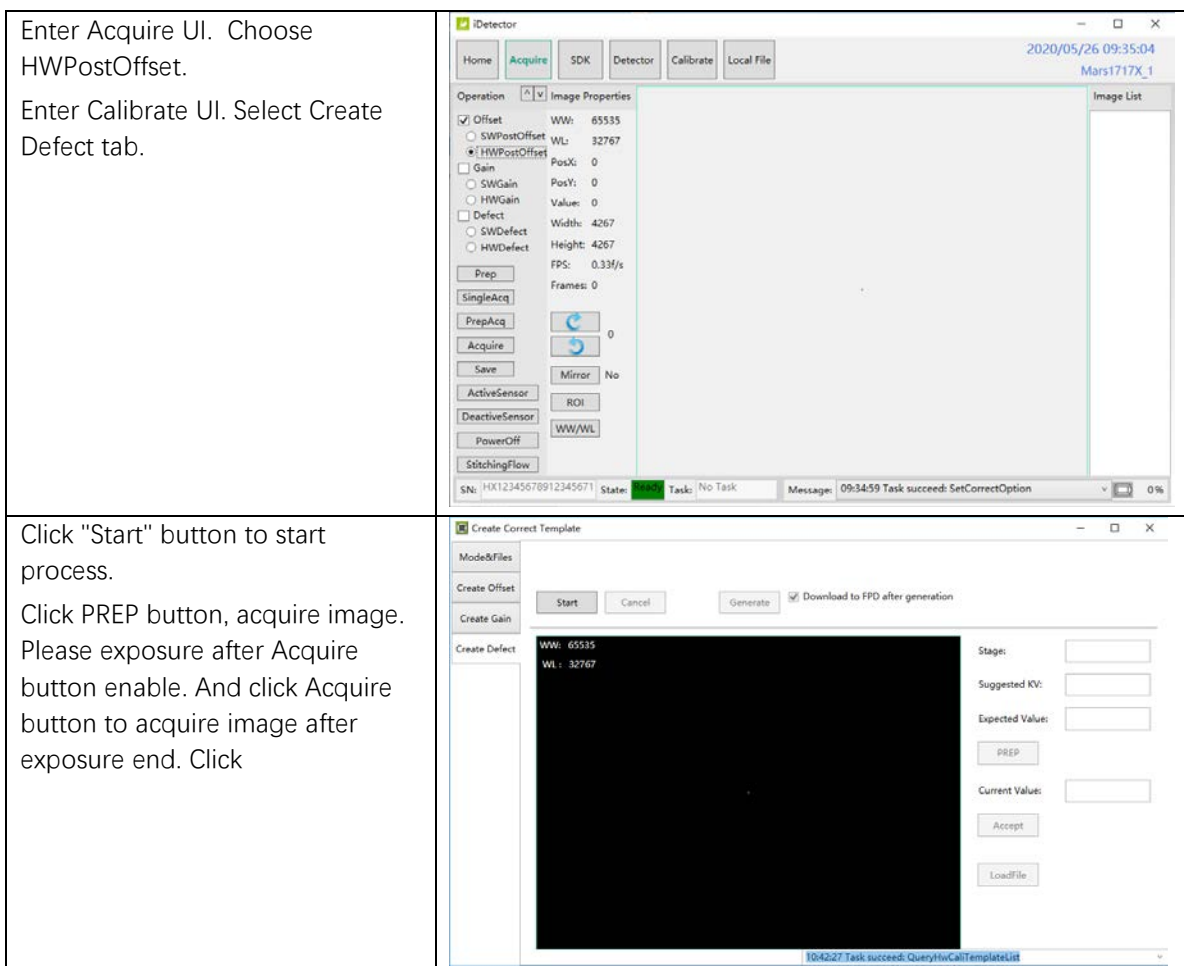 Enter Acquire UI. Choose
HWPostOffset.
Enter Calibrate UI. Select Create
Defect tab.
iDetector
Home Acquire SDK Detector Calibrate Local File
2020/05/26 09:35:04
Mars1717X_1
Operation ^ v Image Properties
Image List
Offset
SWPostOffset
HWPostOffset
Gain
SWGain
HWGain
Defect
SWDefect
HWDefect
Prep
SingleAcq
PrepAcq
Acquire
Save
ActiveSensor
DeactiveSensor
PowerOff
StitchingFlow
WW: 65535
WL: 32767
PosX: 0
PosY: 0
Value: 0
Width: 4267
Height: 4267
FPS: 0.33f/s
Frames: 0
0
Mirror No
ROI
WW/WL
SN: HX12345678912345671 State: Ready Task: No Task Message: 09:34:59 Task succeed: SetCorrectOption 0%
Click "Start" button to start
process.
Click PREP button, acquire image.
Please exposure after Acquire
button enable. And click Acquire
button to acquire image after
exposure end. Click
Create Correct Template
Mode&Files
Create Offset
Create Gain
Create Defect
Start Cancel Generate Download to FPD after generation
WW: 65535
WL: 32767
Stage:
Suggested KV:
Expected Value:
PREP
Current Value:
Accept
LoadFile
10:42:27 Task succeed: QueryHwCaliTemplateList